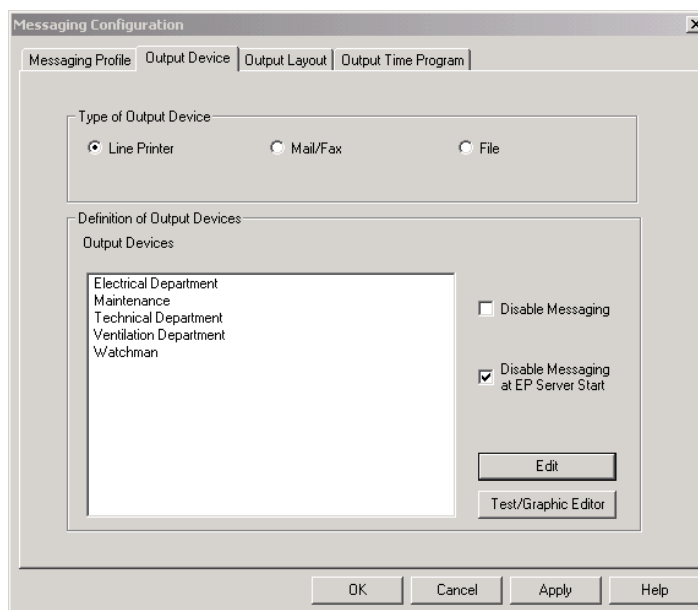 Messaging Configuration
Messaging Profile Output Device Output Layout Output Time Program
Type of Output Device
Line Printer Mail/Fax File
Definition of Output Devices
Output Devices
Electrical Department
Maintenance
Technical Department
Ventilation Department
Watchman
Disable Messaging
Disable Messaging
at EP Server Start
Edit
Test/Graphic Editor
OK Cancel Apply Help